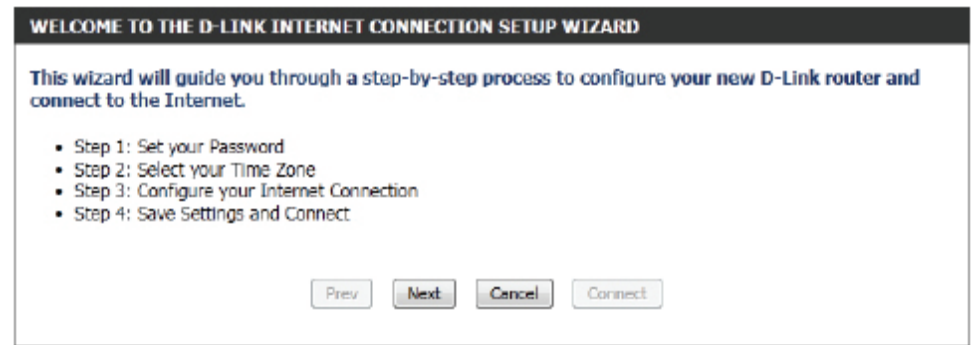 WELCOME TO THE D-LINK INTERNET CONNECTION SETUP WIZARD
This wizard will guide you through a step-by-step process to configure your new D-Link router and
connect to the Internet.
• Step 1: Set your Password
• Step 2: Select your Time Zone
• Step 3: Configure your Internet Connection
• Step 4: Save Settings and Connect
Prev Next Cancel Connect